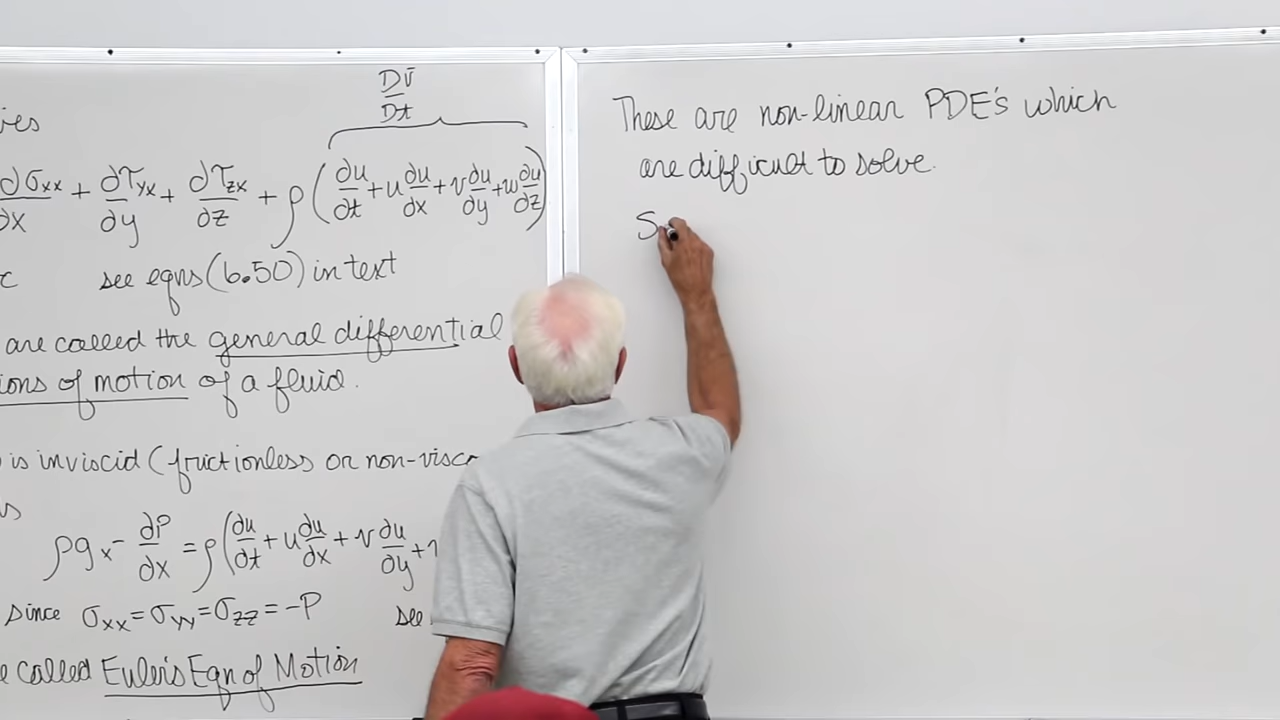 DV̄/Dt
∂σxx/∂x + ∂τyx/∂y + ∂τzx/∂z + ρ(∂u/∂t + u ∂u/∂x + v ∂u/∂y + w ∂u/∂z)
see eqns (6.50) in text
are called the general differential
ions of motion of a fluid.
is inviscid (frictionless or non-visco
ρgx - ∂P/∂x = ρ(∂u/∂t + u ∂u/∂x + v ∂u/∂y +
since σxx = σyy = σzz = -P see
called Euler's Eqn of Motion
These are non-linear PDE's which
are difficult to solve.
S